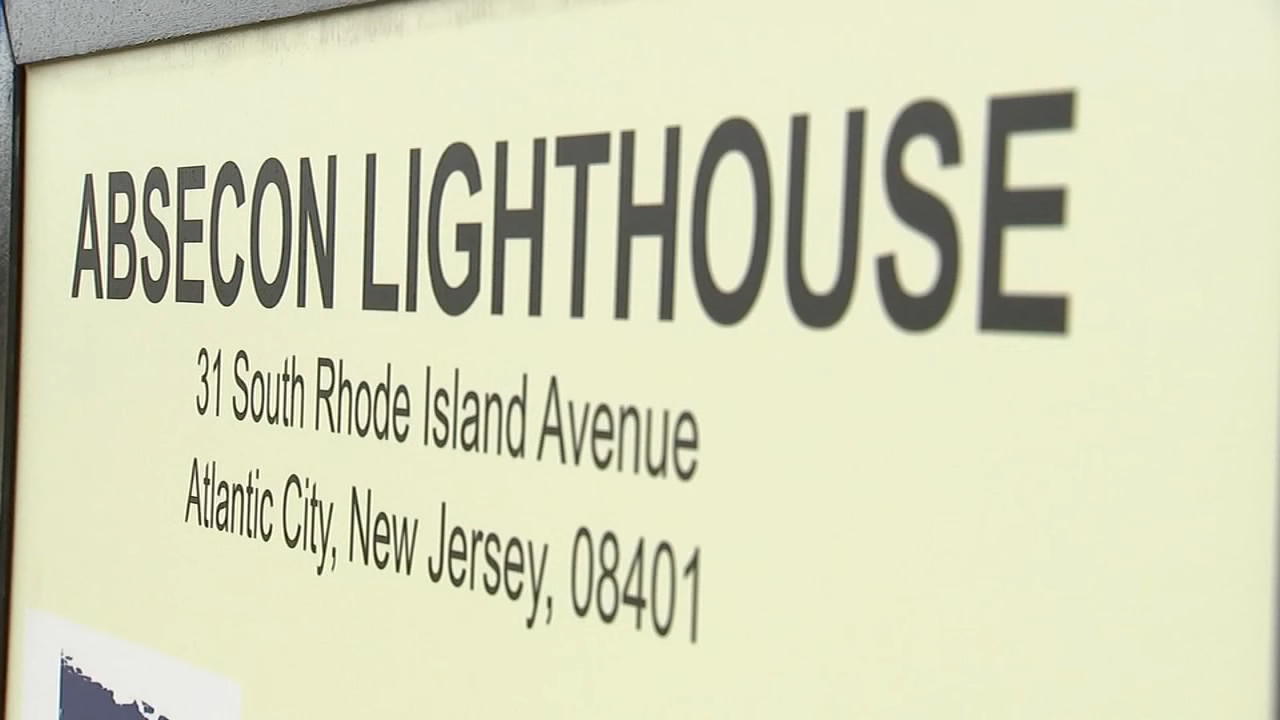 ABSECON LIGHTHOUSE
31 South Rhode Island Avenue
Atlantic City, New Jersey, 08401